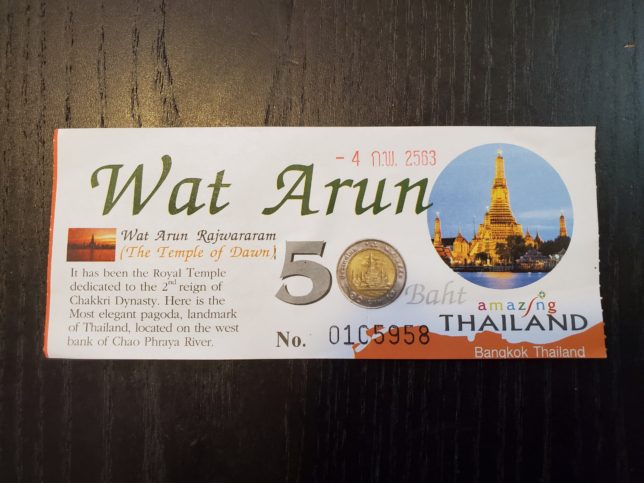 - 4 ก.พ. 2563
Wat Arun
Wat Arun Rajwararam
(The Temple of Dawn)
It has been the Royal Temple
dedicated to the 2nd reign of
Chakkri Dynasty. Here is the
Most elegant pagoda, landmark
of Thailand, located on the west
bank of Chao Phraya River.
5
Baht
No. 0105958
amazing
THAILAND
Bangkok Thailand